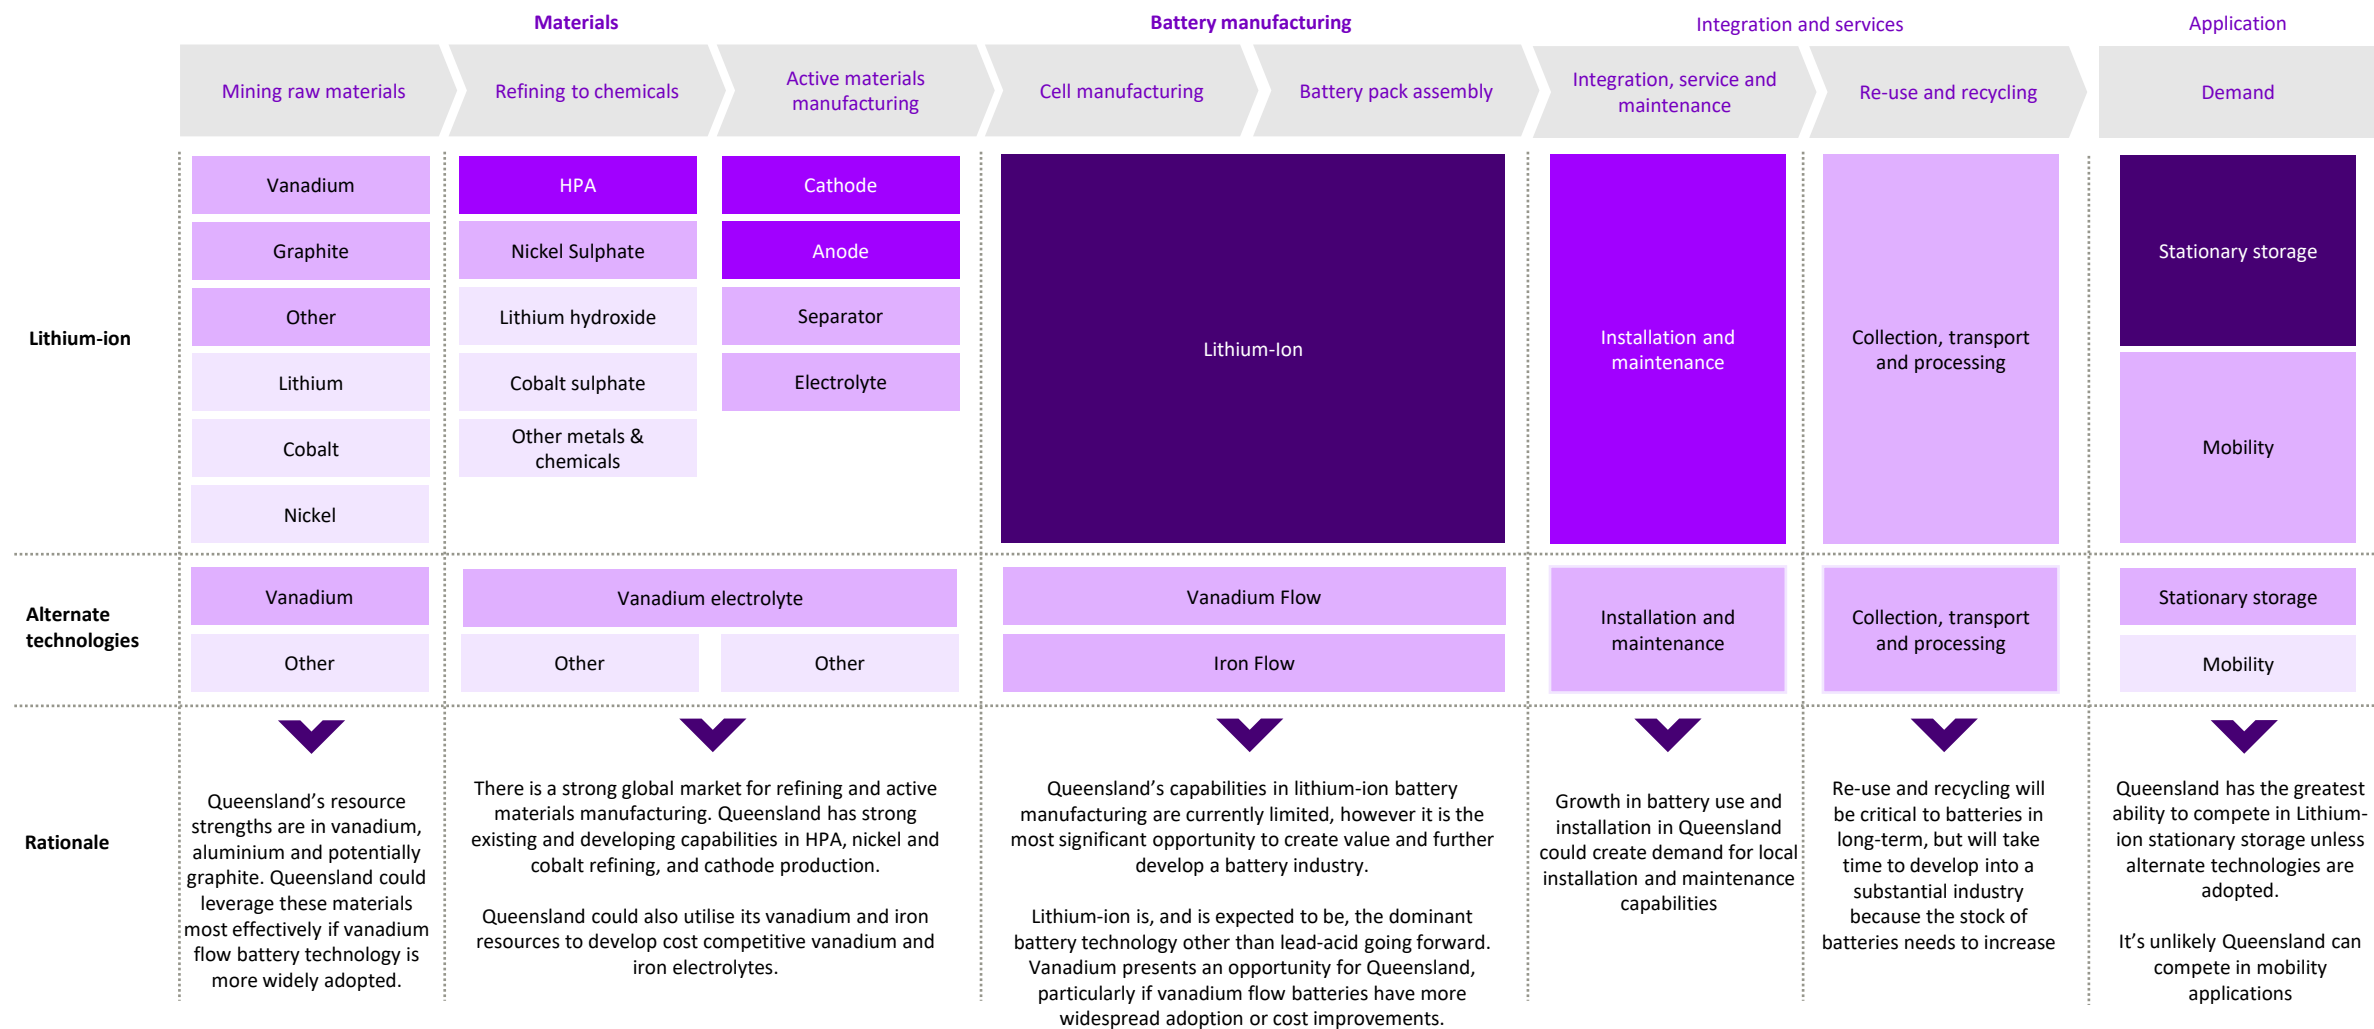 Materials
Battery manufacturing
Integration and services
Application
Mining raw materials
Refining to chemicals
Active materials
manufacturing
Cell manufacturing
Battery pack assembly
Integration, service and
maintenance
Re-use and recycling
Demand
Lithium-ion
Vanadium
Graphite
Other
Lithium
Cobalt
Nickel
HPA
Nickel Sulphate
Lithium hydroxide
Cobalt sulphate
Other metals &
chemicals
Cathode
Anode
Separator
Electrolyte
Lithium-Ion
Installation and
maintenance
Collection, transport
and processing
Stationary storage
Mobility
Alternate
technologies
Vanadium
Other
Vanadium electrolyte
Other
Other
Vanadium Flow
Iron Flow
Installation and
maintenance
Collection, transport
and processing
Stationary storage
Mobility
Rationale
Queensland's resource
strengths are in vanadium,
aluminium and potentially
graphite. Queensland could
leverage these materials
most effectively if vanadium
flow battery technology is
more widely adopted.
There is a strong global market for refining and active
materials manufacturing. Queensland has strong
existing and developing capabilities in HPA, nickel and
cobalt refining, and cathode production.
Queensland could also utilise its vanadium and iron
resources to develop cost competitive vanadium and
iron electrolytes.
Queensland's capabilities in lithium-ion battery
manufacturing are currently limited, however it is the
most significant opportunity to create value and further
develop a battery industry.
Lithium-ion is, and is expected to be, the dominant
battery technology other than lead-acid going forward.
Vanadium presents an opportunity for Queensland,
particularly if vanadium flow batteries have more
widespread adoption or cost improvements.
Growth in battery use and
installation in Queensland
could create demand for local
installation and maintenance
capabilities
Re-use and recycling will
be critical to batteries in
long-term, but will take
time to develop into a
substantial industry
because the stock of
batteries needs to increase
Queensland has the greatest
ability to compete in Lithium-
ion stationary storage unless
alternate technologies are
adopted.
It's unlikely Queensland can
compete in mobility
applications